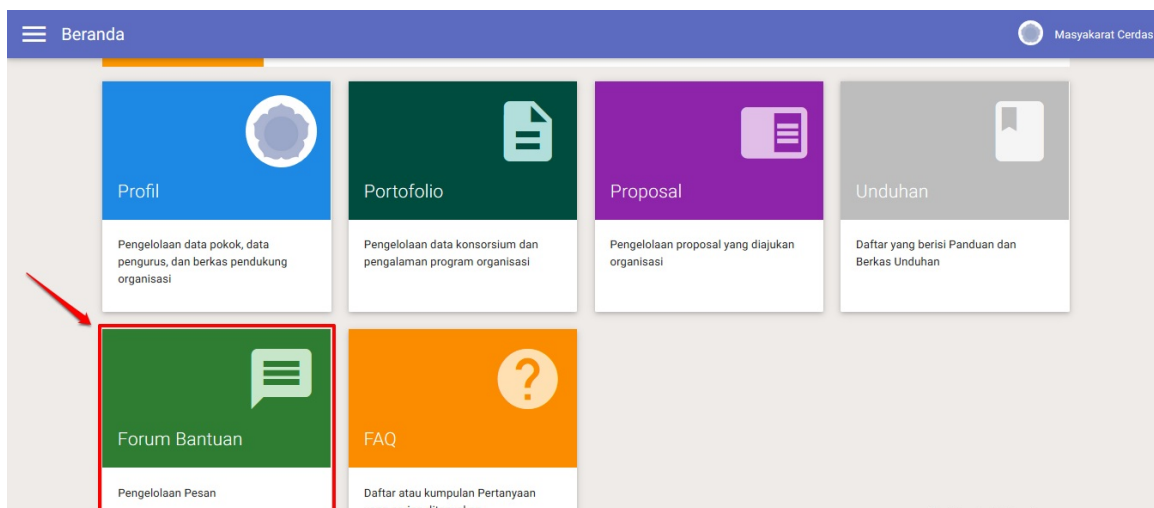 Beranda
Masyakarat Cerdas
Profil
Pengelolaan data pokok, data
pengurus, dan berkas pendukung
organisasi
Portofolio
Pengelolaan data konsorsium dan
pengalaman program organisasi
Proposal
Pengelolaan proposal yang diajukan
organisasi
Unduhan
Daftar yang berisi Panduan dan
Berkas Unduhan
Forum Bantuan
Pengelolaan Pesan
FAQ
Daftar atau kumpulan Pertanyaan